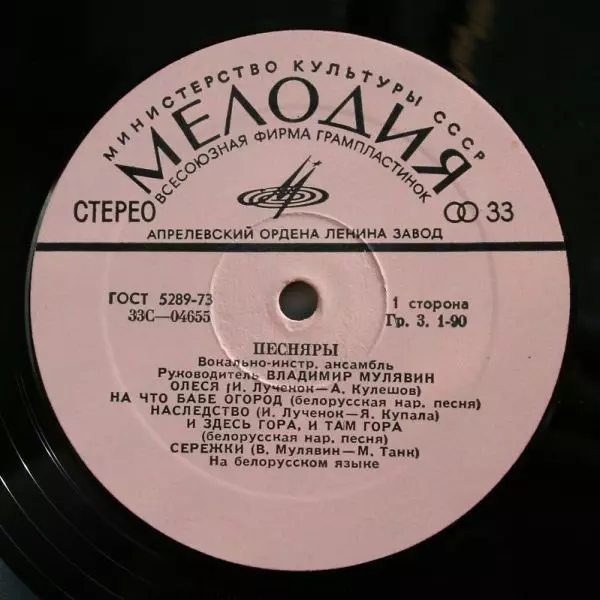 МИНИСТЕРСТВО КУЛЬТУРЫ СССР
МЕЛОДИЯ
ВСЕСОЮЗНАЯ ФИРМА ГРАМПЛАСТИНОК
СТЕРЕО
33
АПРЕЛЕВСКИЙ ОРДЕНА ЛЕНИНА ЗАВОД
ГОСТ 5289-73
33С—04655
1 сторона
Гр. 3. 1-90
ПЕСНЯРЫ
Вокально-инстр. ансамбль
Руководитель ВЛАДИМИР МУЛЯВИН
ОЛЕСЯ (И. Лученок—А. Кулешов)
НА ЧТО БАБЕ ОГОРОД (белорусская нар. песня)
НАСЛЕДСТВО (И. Лученок—Я. Купала)
И ЗДЕСЬ ГОРА, И ТАМ ГОРА
(белорусская нар. песня)
СЕРЕЖКИ (В. Мулявин—М. Танк)
На белорусском языке